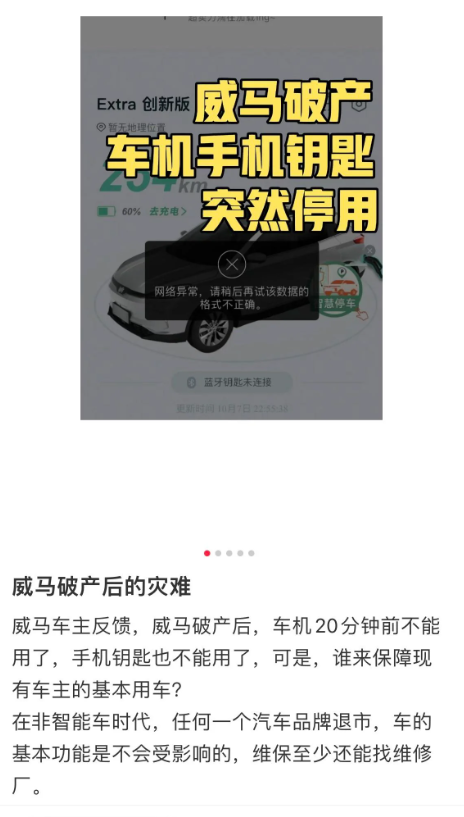 Extra 创新版
威马破产
暂无地理位置
车机手机钥匙
254km
突然停用
60% 去充电>
网络异常，请稍后再试该数据的
格式不正确。
智慧停车
蓝牙钥匙未连接
威马破产后的灾难
威马车主反馈，威马破产后，车机20分钟前不能
用了，手机钥匙也不能用了，可是，谁来保障现
有车主的基本用车?
在非智能车时代，任何一个汽车品牌退市，车的
基本功能是不会受影响的，维保至少还能找维修
厂。